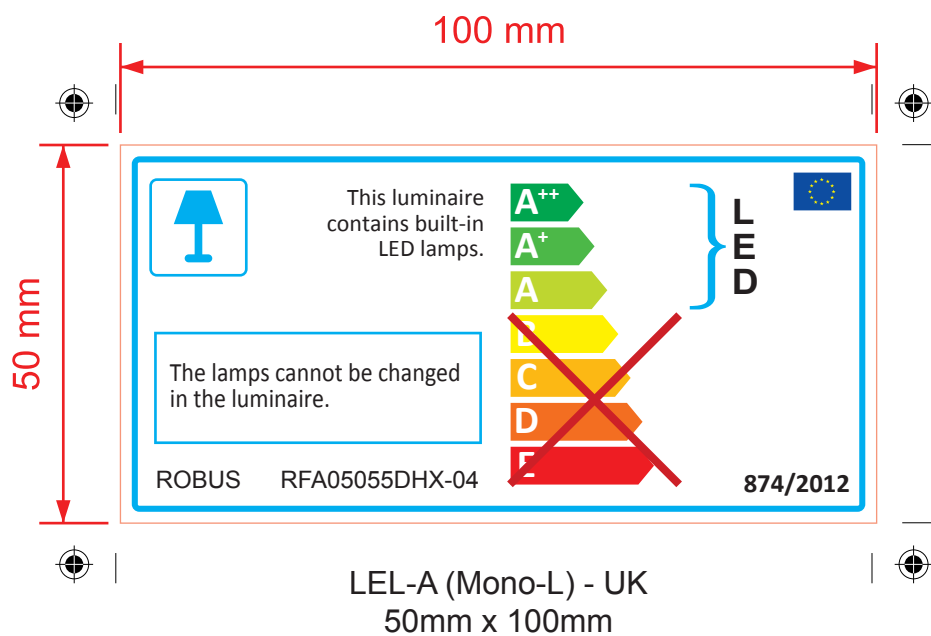 100 mm
50 mm
This luminaire
contains built-in
LED lamps.
A++
A+
A
B
C
D
E
L
E
D
The lamps cannot be changed
in the luminaire.
ROBUS RFA05055DHX-04
874/2012
LEL-A (Mono-L) - UK
50mm x 100mm